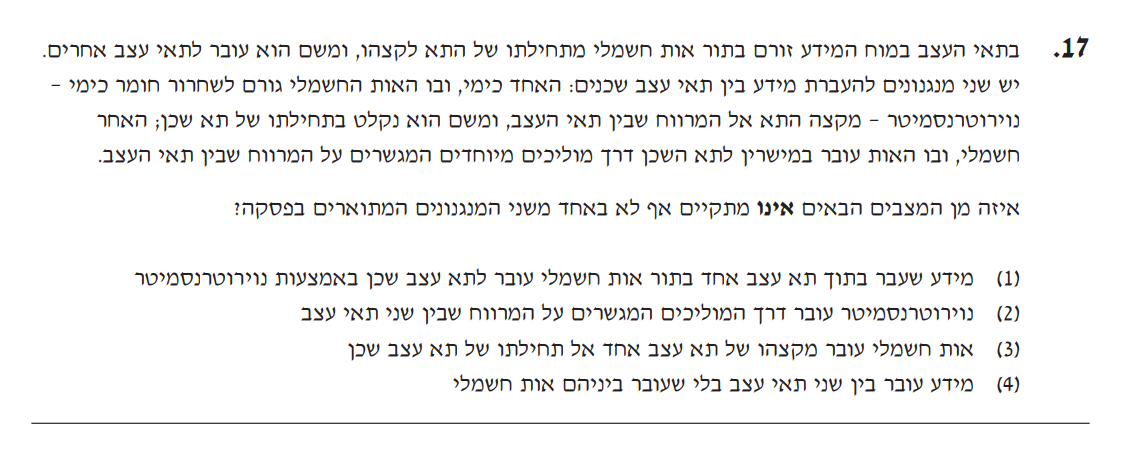 17. בתאי העצב במוח המידע זורם בתור אות חשמלי מתחילתו של התא לקצהו, ומשם הוא עובר לתאי עצב אחרים.
יש שני מנגנונים להעברת מידע בין תאי עצב שכנים: האחד כימי, ובו האות החשמלי גורם לשחרור חומר כימי –
נוירוטרנסמיטר – מקצה התא אל המרווח שבין תאי העצב, ומשם הוא נקלט בתחילתו של תא שכן; האחר
חשמלי, ובו האות עובר במישרין לתא השכן דרך מוליכים מיוחדים המגשרים על המרווח שבין תאי העצב.
איזה מן המצבים הבאים אינו מתקיים אף לא באחד משני המנגנונים המתוארים בפסקה?
(1) מידע שעבר בתוך תא עצב אחד בתור אות חשמלי עובר לתא עצב שכן באמצעות נוירוטרנסמיטר
(2) נוירוטרנסמיטר עובר דרך המוליכים המגשרים על המרווח שבין שני תאי עצב
(3) אות חשמלי עובר מקצהו של תא עצב אחד אל תחילתו של תא עצב שכן
(4) מידע עובר בין שני תאי עצב בלי שעובר ביניהם אות חשמלי